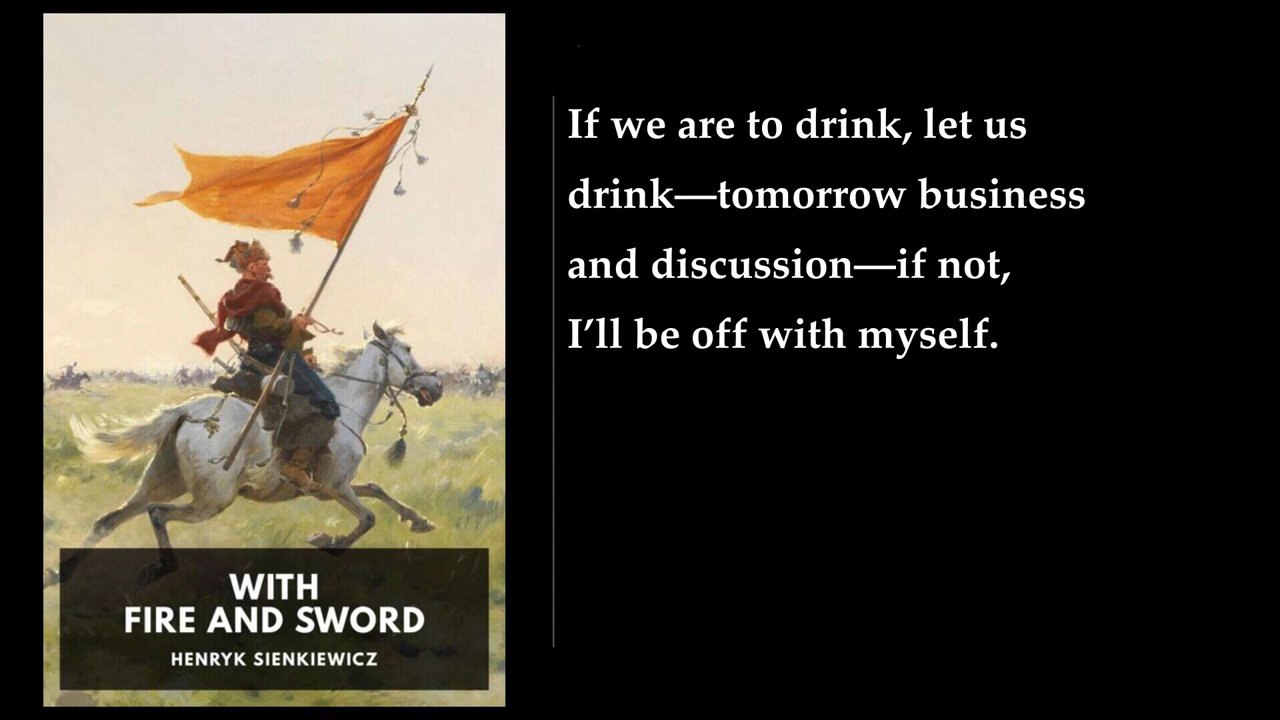 If we are to drink, let us
drink—tomorrow business
and discussion—if not,
I’ll be off with myself.
WITH
FIRE AND SWORD
HENRYK SIENKIEWICZ